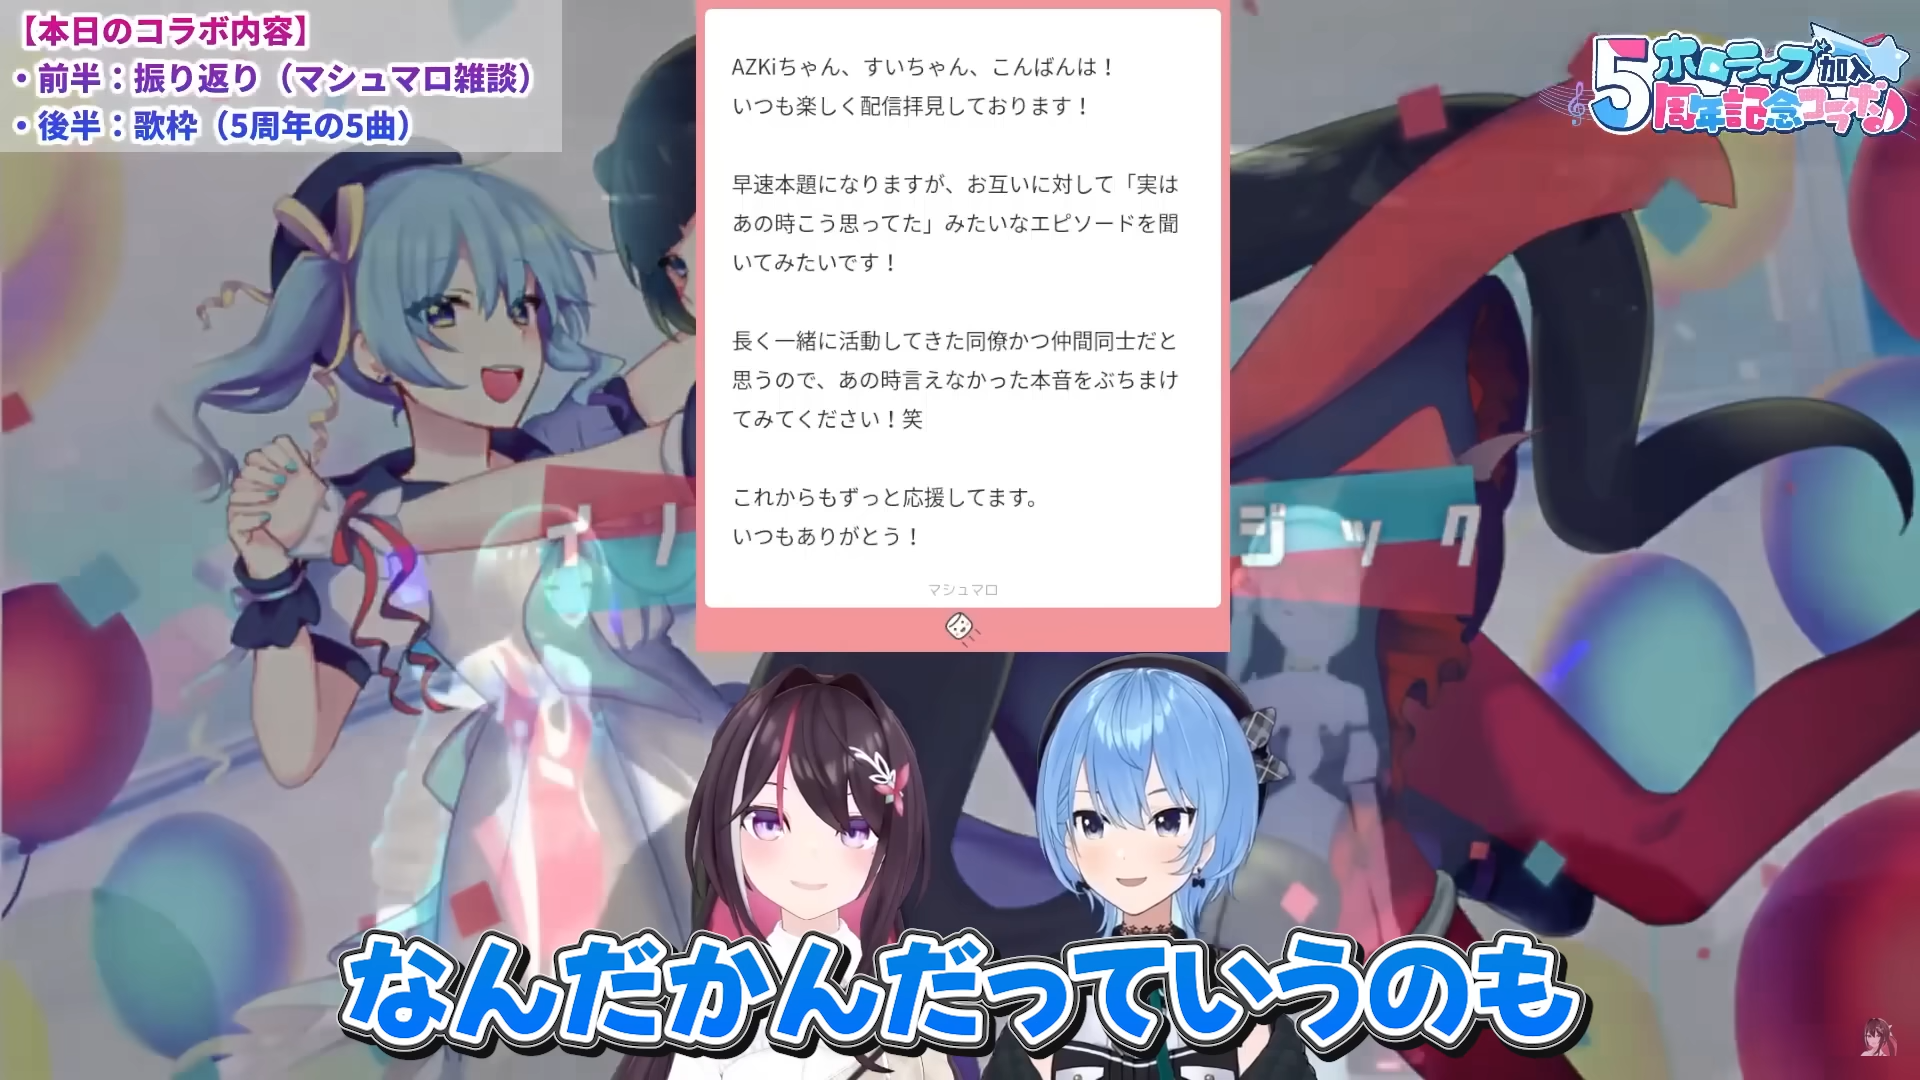 【本日のコラボ内容】
・前半：振り返り（マシュマロ雑談）
・後半：歌枠（5周年の5曲）
5
ホロライブ加入
周年記念コラボ
AZKiちゃん、すいちゃん、こんばんは！
いつも楽しく配信拝見しております！
早速本題になりますが、お互いに対して「実は
あの時こう思ってた」みたいなエピソードを聞
いてみたいです！
長く一緒に活動してきた同僚かつ仲間同士だと
思うので、あの時言えなかった本音をぶちまけ
てみてください！笑
これからもずっと応援してます。
いつもありがとう！
マシュマロ
イノ
ジック
なんだかんだっていうのも